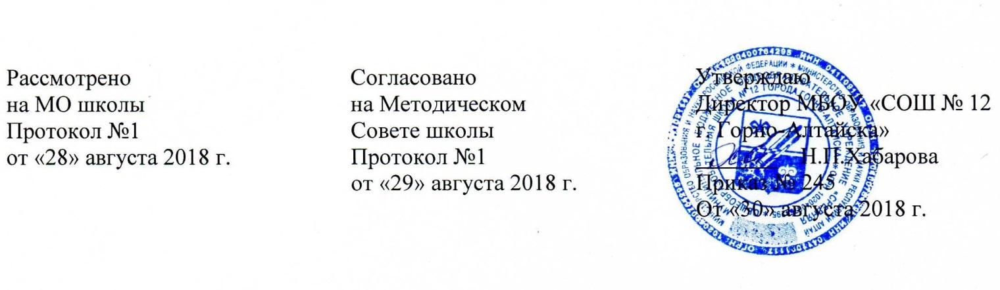 Рассмотрено
на МО школы
Протокол №1
от «28» августа 2018 г.
Согласовано
на Методическом
Совете школы
Протокол №1
от «29» августа 2018 г.
Утверждаю
Директор МБОУ «СОШ № 12
г. Горно-Алтайска»
Н.П.Хабарова
Приказ № 245
От «30» августа 2018 г.